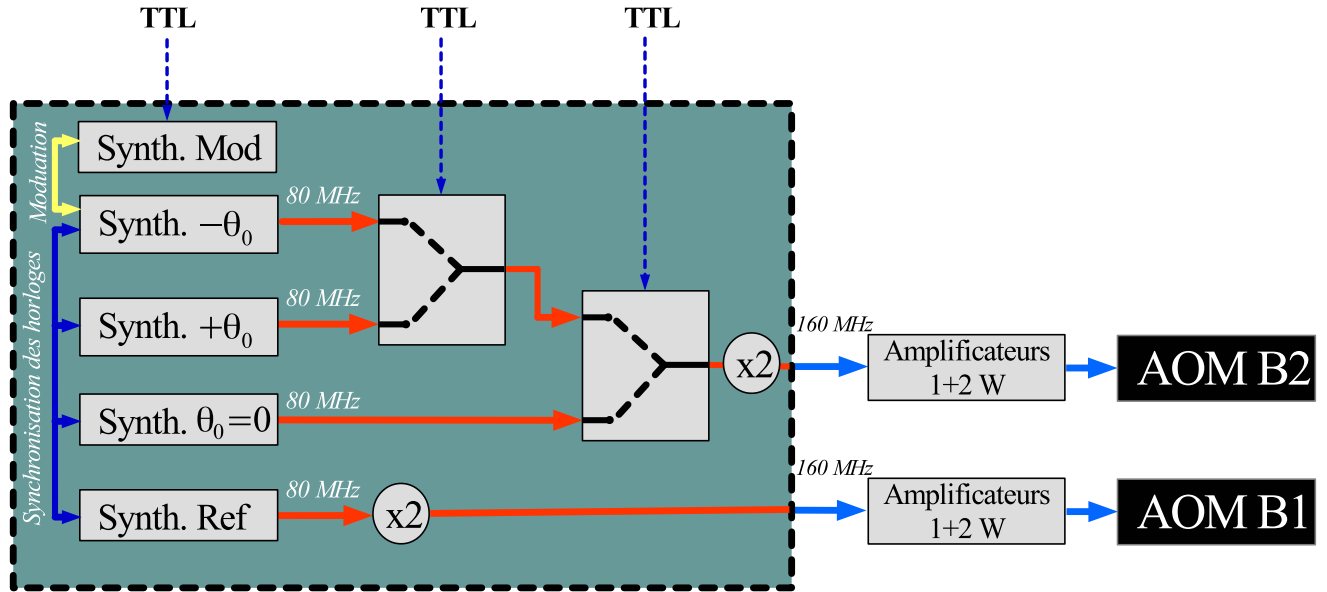 TTL TTL TTL
Moduation
Synchronisation des horloges
Synth. Mod
Synth. −θ0
80 MHz
Synth. +θ0
80 MHz
Synth. θ0=0
80 MHz
Synth. Ref
80 MHz
x2
x2
160 MHz
Amplificateurs
1+2 W
AOM B2
160 MHz
Amplificateurs
1+2 W
AOM B1